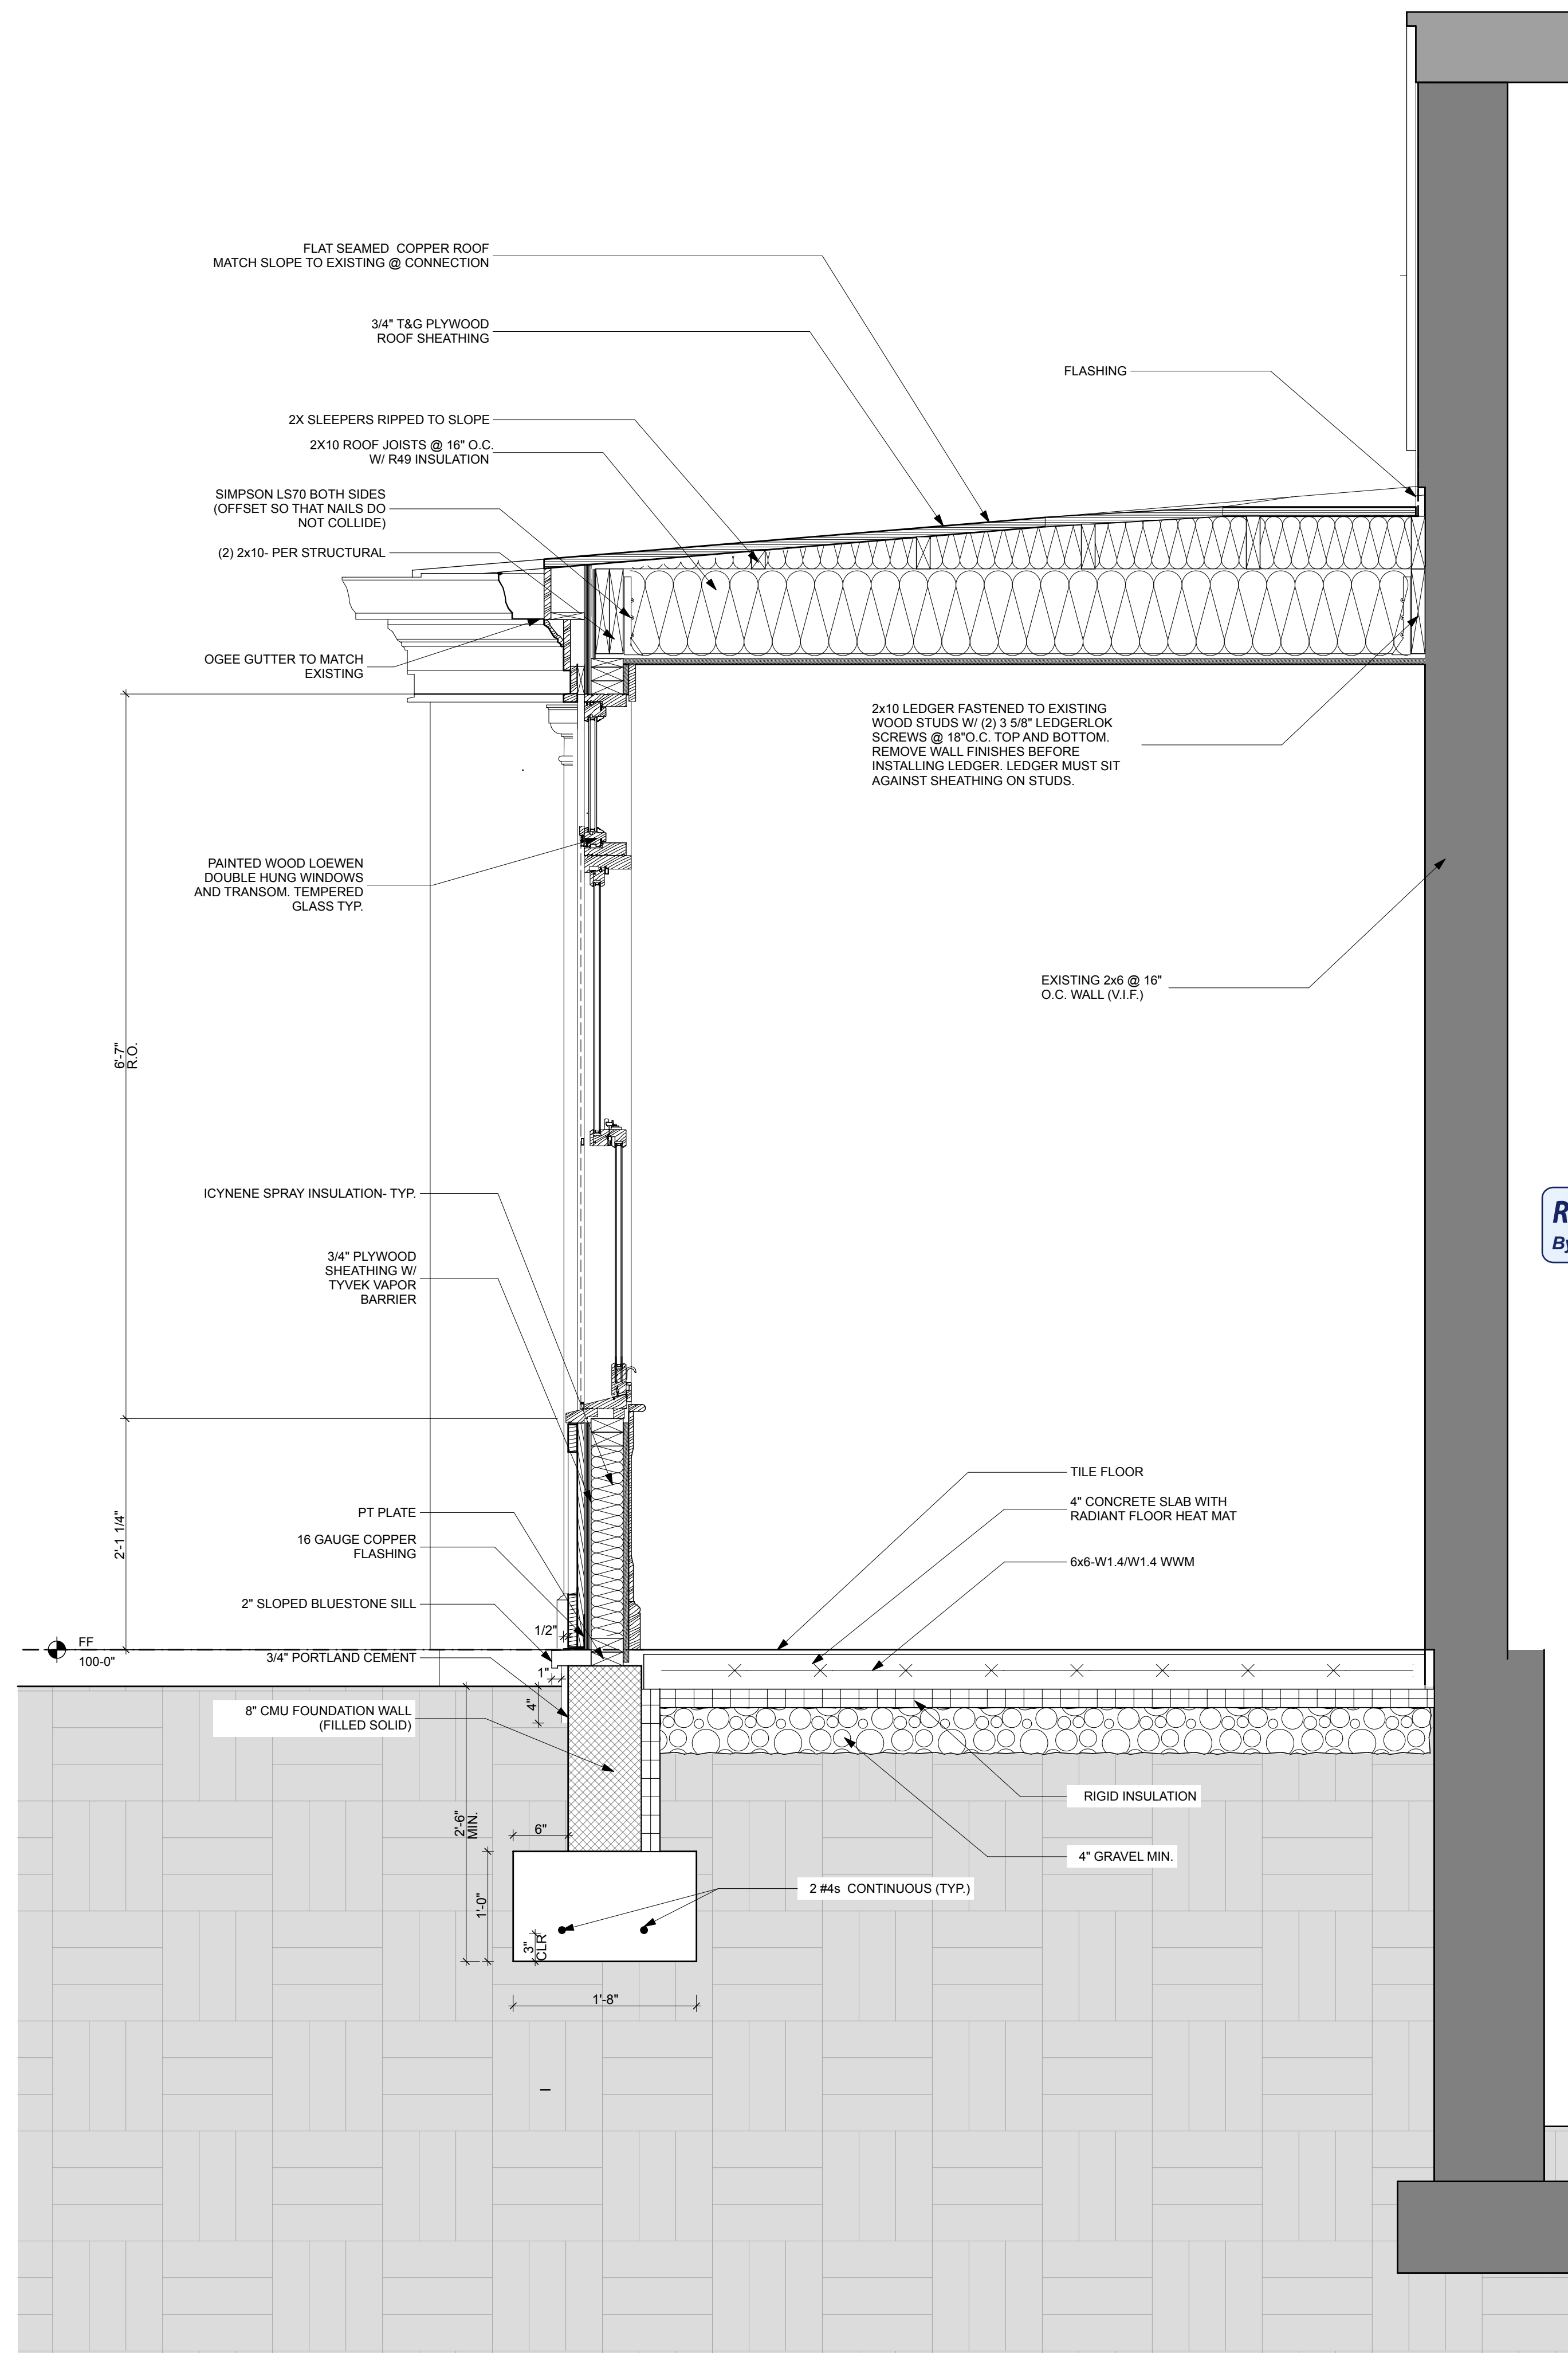 FLAT SEAMED COPPER ROOF
MATCH SLOPE TO EXISTING @ CONNECTION
3/4" T&G PLYWOOD
ROOF SHEATHING
FLASHING
2X SLEEPERS RIPPED TO SLOPE
2X10 ROOF JOISTS @ 16" O.C.
W/ R49 INSULATION
SIMPSON LS70 BOTH SIDES
(OFFSET SO THAT NAILS DO
NOT COLLIDE)
(2) 2x10- PER STRUCTURAL
OGEE GUTTER TO MATCH
EXISTING
2x10 LEDGER FASTENED TO EXISTING
WOOD STUDS W/ (2) 3 5/8" LEDGERLOK
SCREWS @ 18"O.C. TOP AND BOTTOM.
REMOVE WALL FINISHES BEFORE
INSTALLING LEDGER. LEDGER MUST SIT
AGAINST SHEATHING ON STUDS.
PAINTED WOOD LOEWEN
DOUBLE HUNG WINDOWS
AND TRANSOM. TEMPERED
GLASS TYP.
EXISTING 2x6 @ 16"
O.C. WALL (V.I.F.)
6'-7"
R.O.
ICYNENE SPRAY INSULATION- TYP.
3/4" PLYWOOD
SHEATHING W/
TYVEK VAPOR
BARRIER
TILE FLOOR
4" CONCRETE SLAB WITH
RADIANT FLOOR HEAT MAT
6x6-W1.4/W1.4 WWM
2'-1 1/4"
PT PLATE
16 GAUGE COPPER
FLASHING
2" SLOPED BLUESTONE SILL
1/2"
FF
100-0"
3/4" PORTLAND CEMENT
1"
4"
8" CMU FOUNDATION WALL
(FILLED SOLID)
RIGID INSULATION
2'-6"
MIN.
6"
4" GRAVEL MIN.
2 #4s CONTINUOUS (TYP.)
1'-0"
3"
CLR
1'-8"